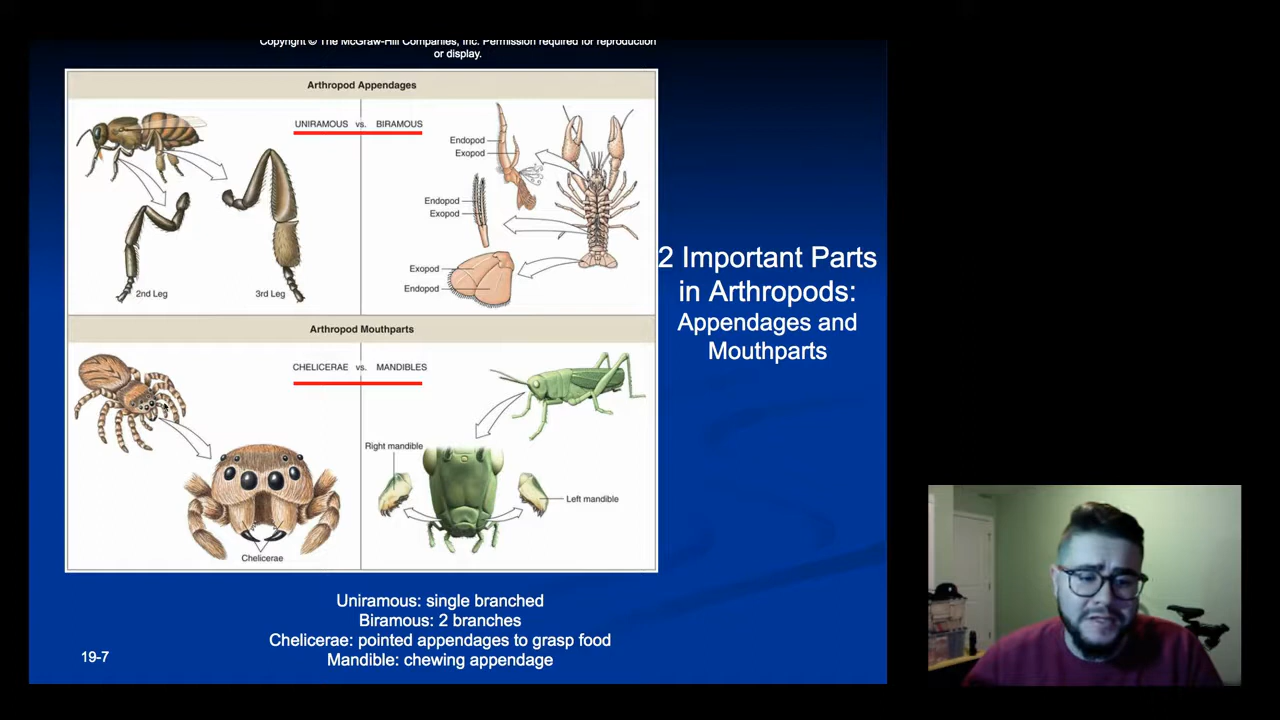 Copyright © The McGraw-Hill Companies, Inc. Permission required for reproduction
or display.
Arthropod Appendages
UNIRAMOUS vs. BIRAMOUS
Endopod
Exopod
Endopod
Exopod
Exopod
Endopod
2nd Leg
3rd Leg
2 Important Parts
in Arthropods:
Appendages and
Mouthparts
Arthropod Mouthparts
CHELICERAE vs. MANDIBLES
Right mandible
Left mandible
Chelicerae
Uniramous: single branched
Biramous: 2 branches
Chelicerae: pointed appendages to grasp food
Mandible: chewing appendage
19-7